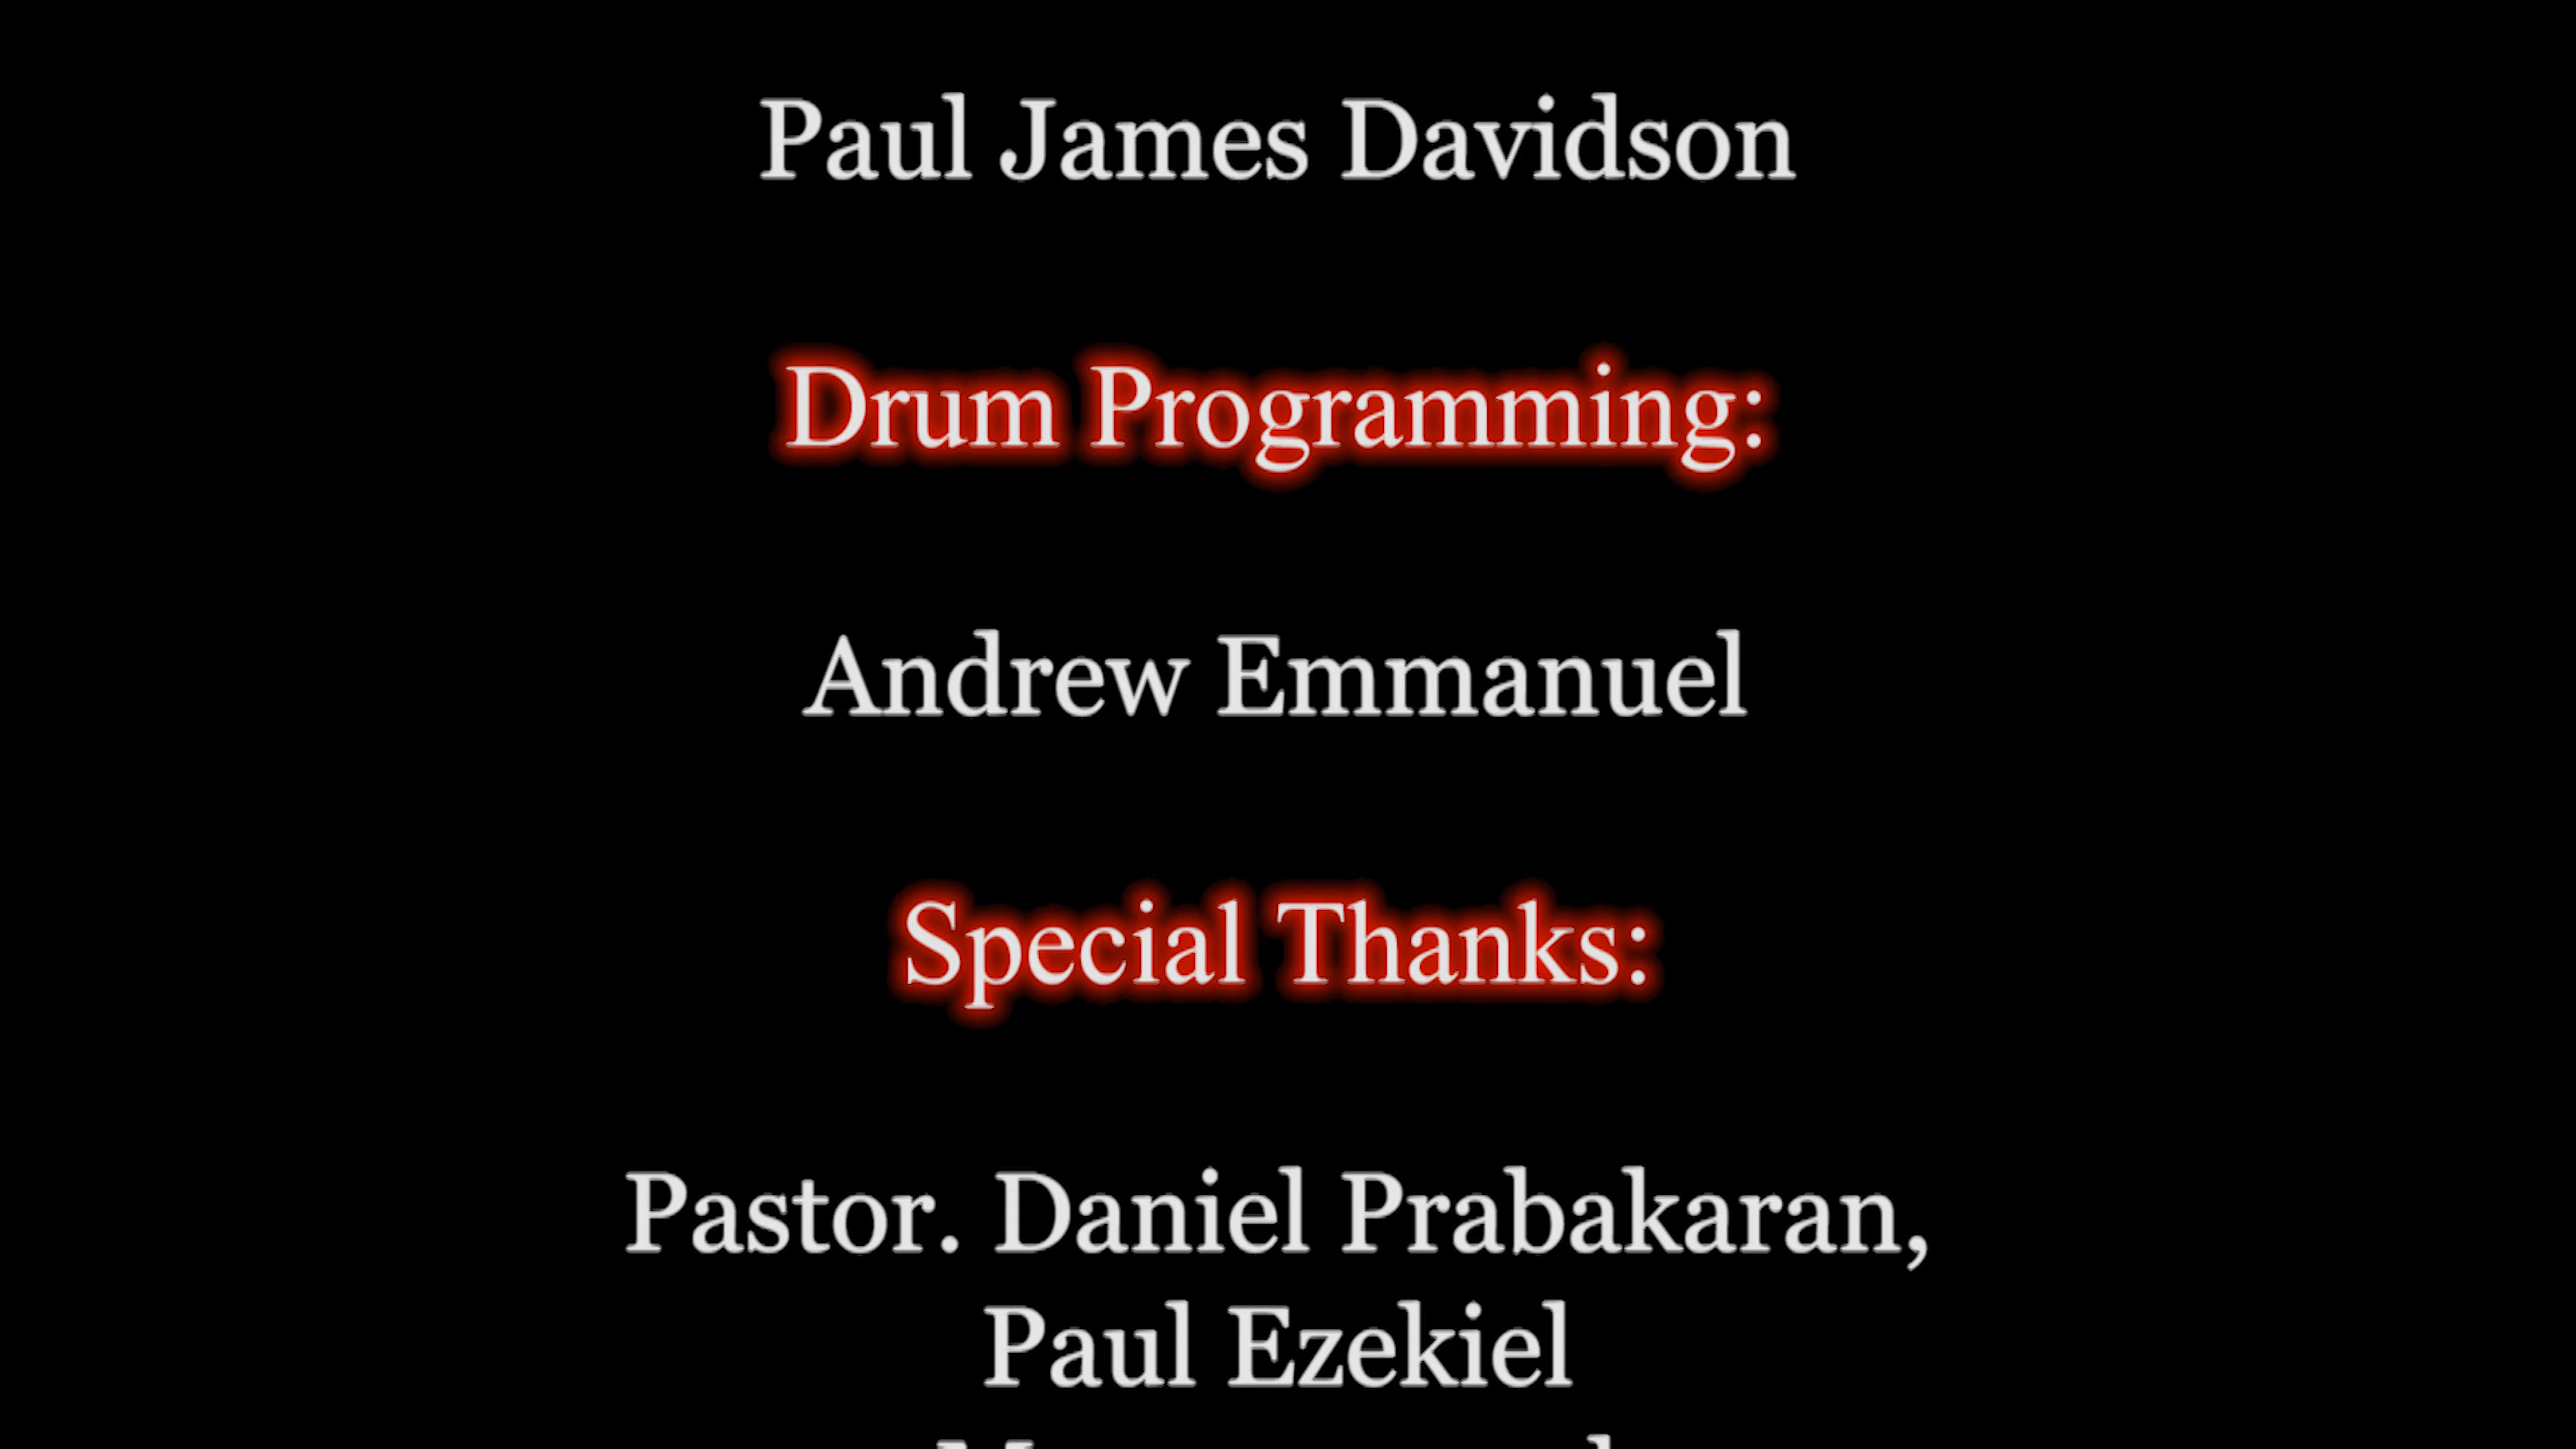 Paul James Davidson
Drum Programming:
Andrew Emmanuel
Special Thanks:
Pastor. Daniel Prabakaran,
Paul Ezekiel